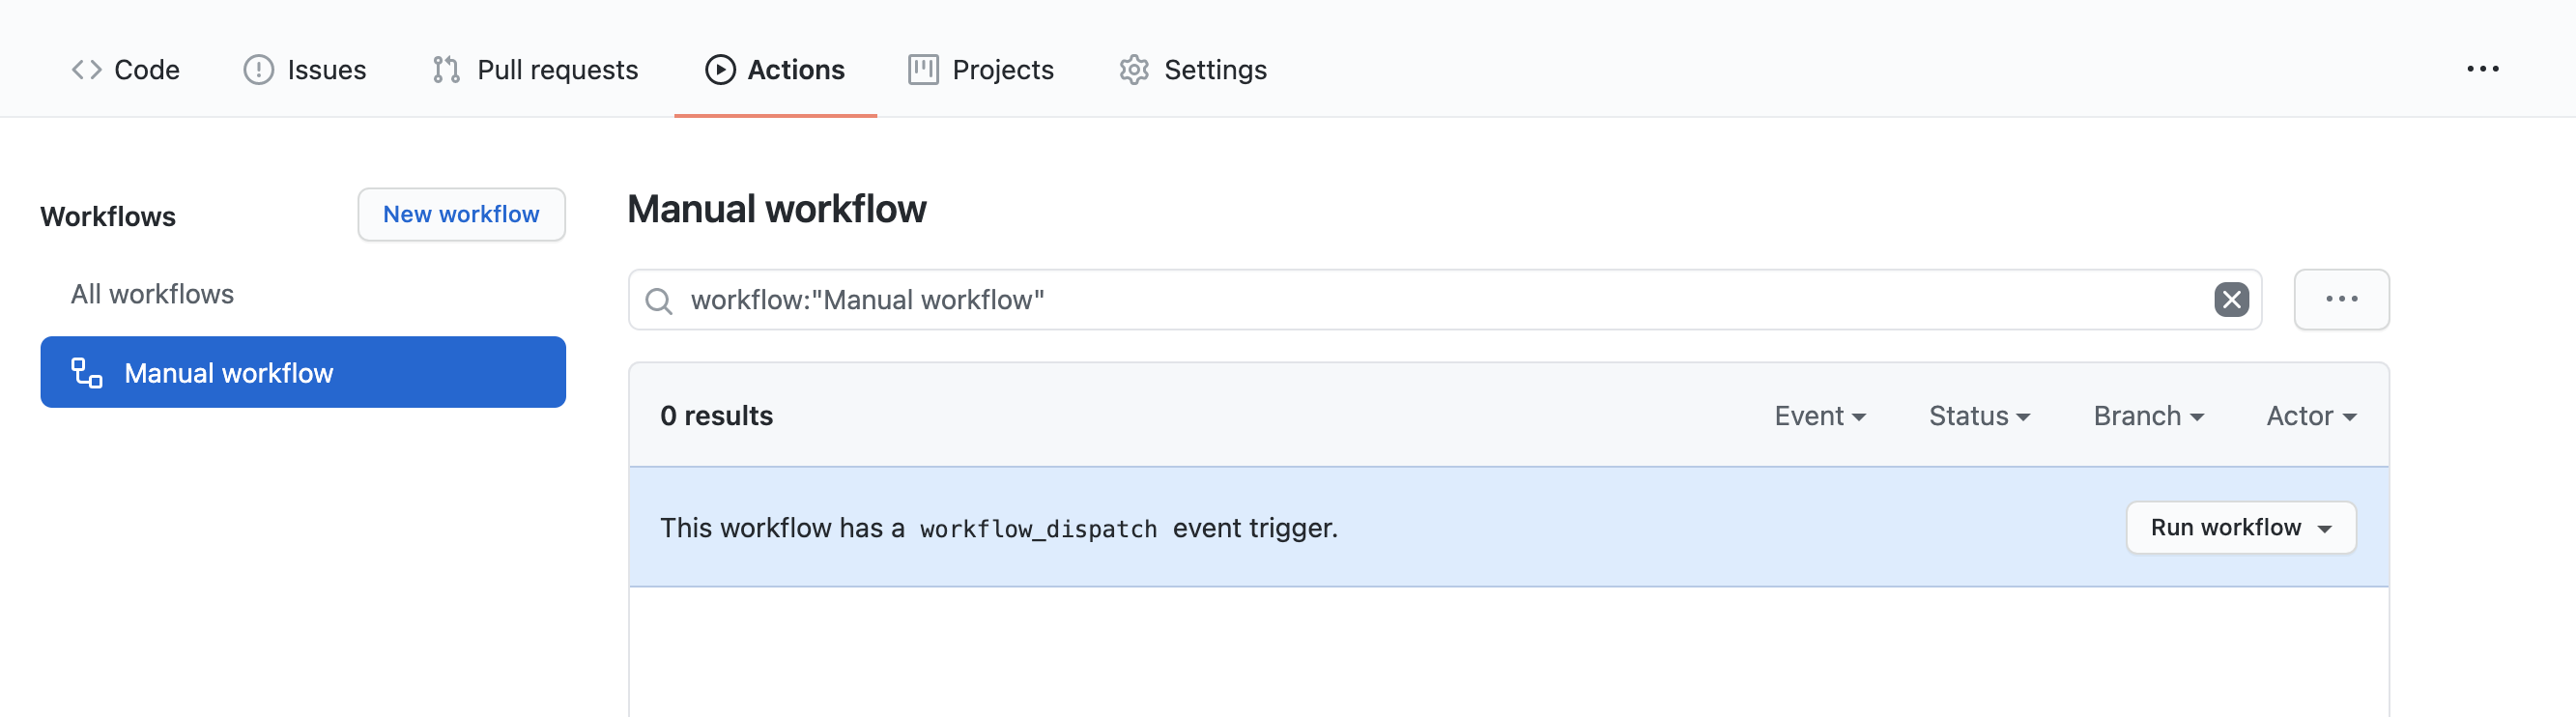 Code Issues Pull requests Actions Projects Settings
Workflows
New workflow
All workflows
Manual workflow
Manual workflow
workflow:"Manual workflow"
0 results Event Status Branch Actor
This workflow has a workflow_dispatch event trigger. Run workflow